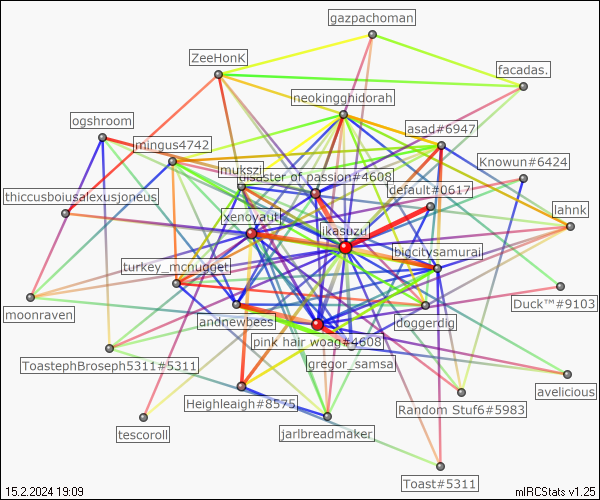 gazpachoman
ZeeHonK
facadas.
neokingghidorah
ogshroom
asad#6947
mingus4742
Knowun#6424
mukszi
disaster of passion#4608
default#0617
thiccusboiusalexusjoneus
xenoyaut
lahnk
ikasuzu
bigcitysamurai
turkey_mcnugget
Duck™#9103
moonraven
andnewbees
doggerdig
pink hair woag#4608
gregor_samsa
ToastephBroseph5311#5311
avelicious
Heighleaigh#8575
Random Stuf6#5983
tescoroll
jarlbreadmaker_
Toast#5311
15.2.2024 19:09
mIRCStats v1.25